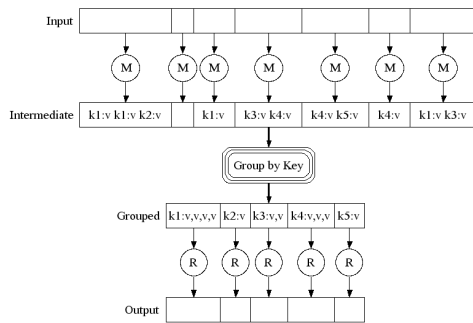 Input
M M M M M M M
Intermediate k1:v k1:v k2:v k1:v k3:v k4:v k4:v k5:v k4:v k1:v k3:v
Group by Key
Grouped k1:v,v,v,v k2:v k3:v,v k4:v,v,v k5:v
R R R R R
Output